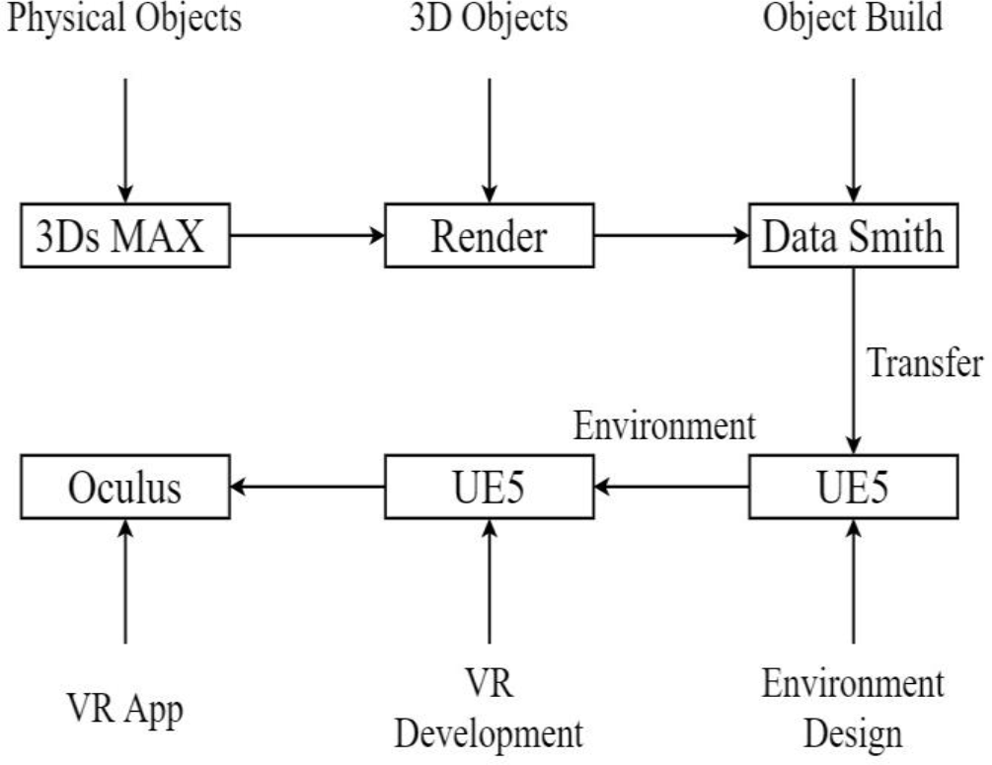 Physical Objects
3D Objects
Object Build
3Ds MAX
Render
Data Smith
Transfer
Environment
Oculus
UE5
UE5
VR App
VR
Development
Environment
Design